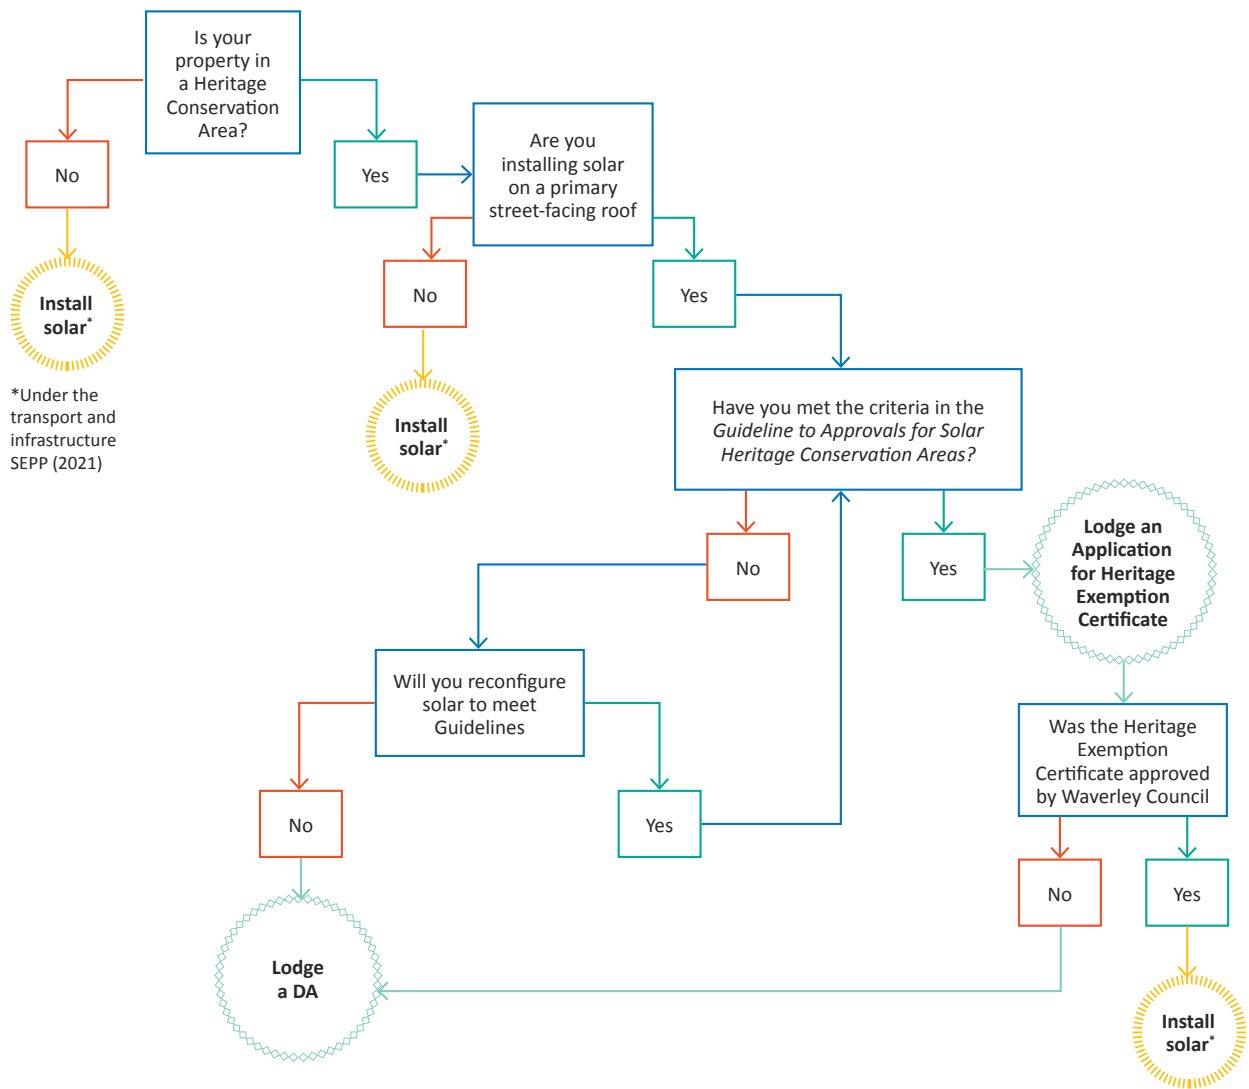 Is your
property in
a Heritage
Conservation
Area?
No
Yes
Are you
installing solar
on a primary
street-facing roof
Install
solar*
*Under the
transport and
infrastructure
SEPP (2021)
No
Yes
Install
solar*
Have you met the criteria in the
Guideline to Approvals for Solar
Heritage Conservation Areas?
No
Yes
Lodge an
Application
for Heritage
Exemption
Certificate
Will you reconfigure
solar to meet
Guidelines
No
Yes
Was the Heritage
Exemption
Certificate approved
by Waverley Council
No
Yes
Lodge
a DA
Install
solar*